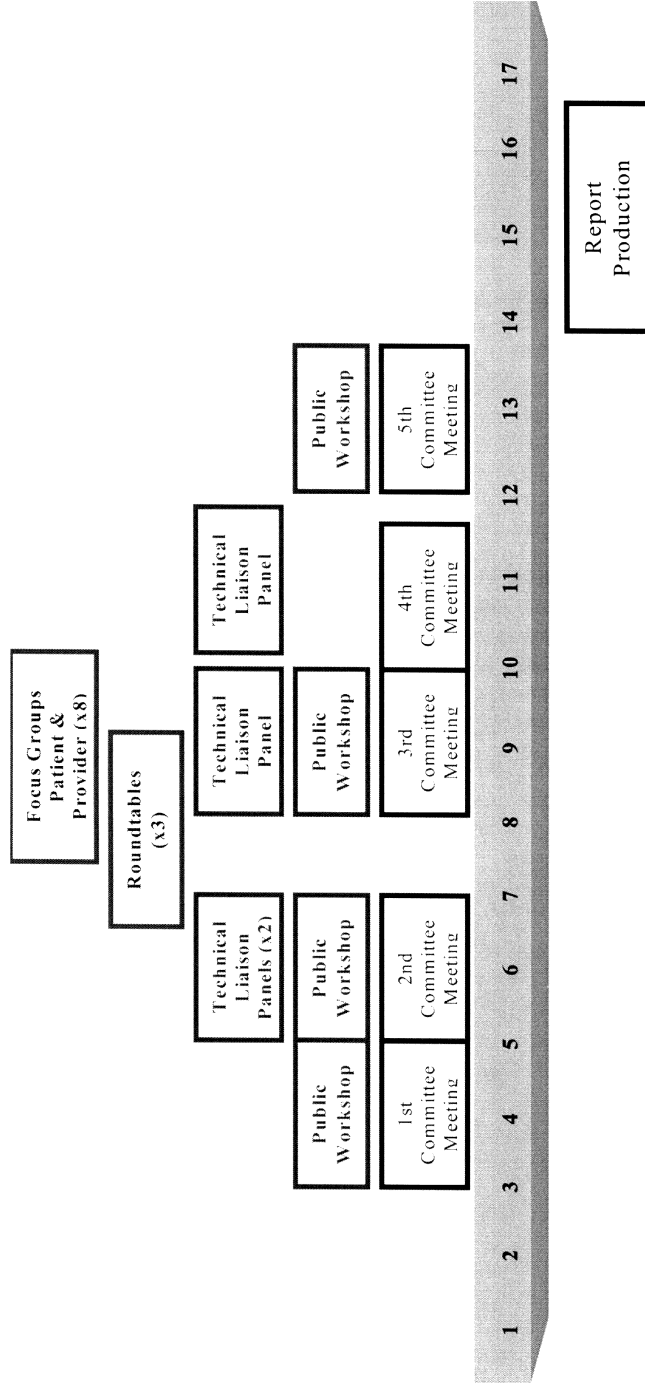 Focus Groups
Patient &
Provider (x8)
Roundtables
(x3)
Technical
Liaison
Panels (x2)
Technical
Liaison
Panel
Technical
Liaison
Panel
Public
Workshop
Public
Workshop
Public
Workshop
Public
Workshop
1st
Committee
Meeting
2nd
Committee
Meeting
3rd
Committee
Meeting
4th
Committee
Meeting
5th
Committee
Meeting
1 2 3 4 5 6 7 8 9 10 11 12 13 14 15 16 17
Report
Production